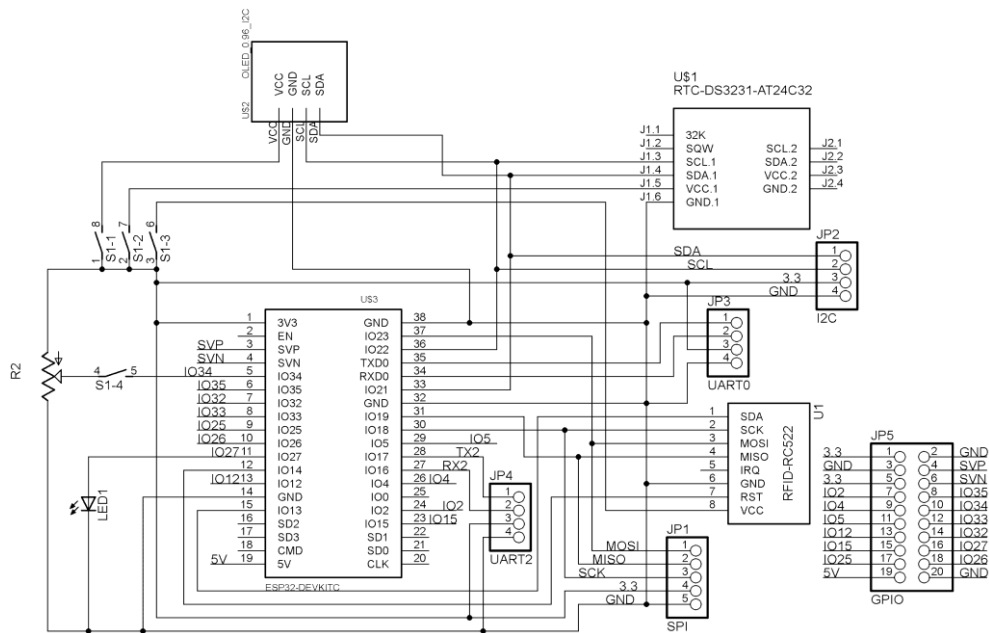 OLED_0.96_I2C
U$2
VCC
GND
SCL
SDA
VCC
GND
SCL
SDA
U$1
RTC-DS3231-AT24C32
J1.1 32K
J1.2 SQW
J1.3 SCL.1 SCL.2 J2.1
J1.4 SDA.1 SDA.2 J2.2
J1.5 VCC.1 VCC.2 J2.3
J1.6 GND.1 GND.2 J2.4
8 7 6
S1-1 S1-2 S1-3
1 2 3
JP2
SDA 1
SCL 2
3.3 3
GND 4
I2C
JP3
1
2
3
4
UART0
R2
4 5
S1-4
LED1
U$3
1 3V3 GND 38
2 EN IO23 37
SVP 3 SVP IO22 36
SVN 4 SVN TXD0 35
IO34 5 IO34 RXD0 34
IO35 6 IO35 IO21 33
IO32 7 IO32 GND 32
IO33 8 IO33 IO19 31
IO25 9 IO25 IO18 30
IO26 10 IO26 IO5 29 IO5
IO27 11 IO27 IO17 28 TX2
12 IO14 IO16 27 RX2
IO12 13 IO12 IO4 26 IO4
14 GND IO0 25
15 IO13 IO2 24 IO2
16 SD2 IO15 23 IO15
17 SD3 SD1 22
18 CMD SD0 21
5V 19 5V CLK 20
ESP32-DEVKITC
JP4
1
2
3
4
UART2
U1
RFID-RC522
1 SDA
2 SCK
3 MOSI
4 MISO
5 IRQ
6 GND
7 RST
8 VCC
JP1
MOSI 1
MISO 2
SCK 3
3.3 4
GND 5
SPI
JP5
3.3 1 2 GND
GND 3 4 SVP
3.3 5 6 SVN
IO2 7 8 IO35
IO4 9 10 IO34
IO5 11 12 IO33
IO12 13 14 IO32
IO15 15 16 IO27
IO25 17 18 IO26
5V 19 20 GND
GPIO